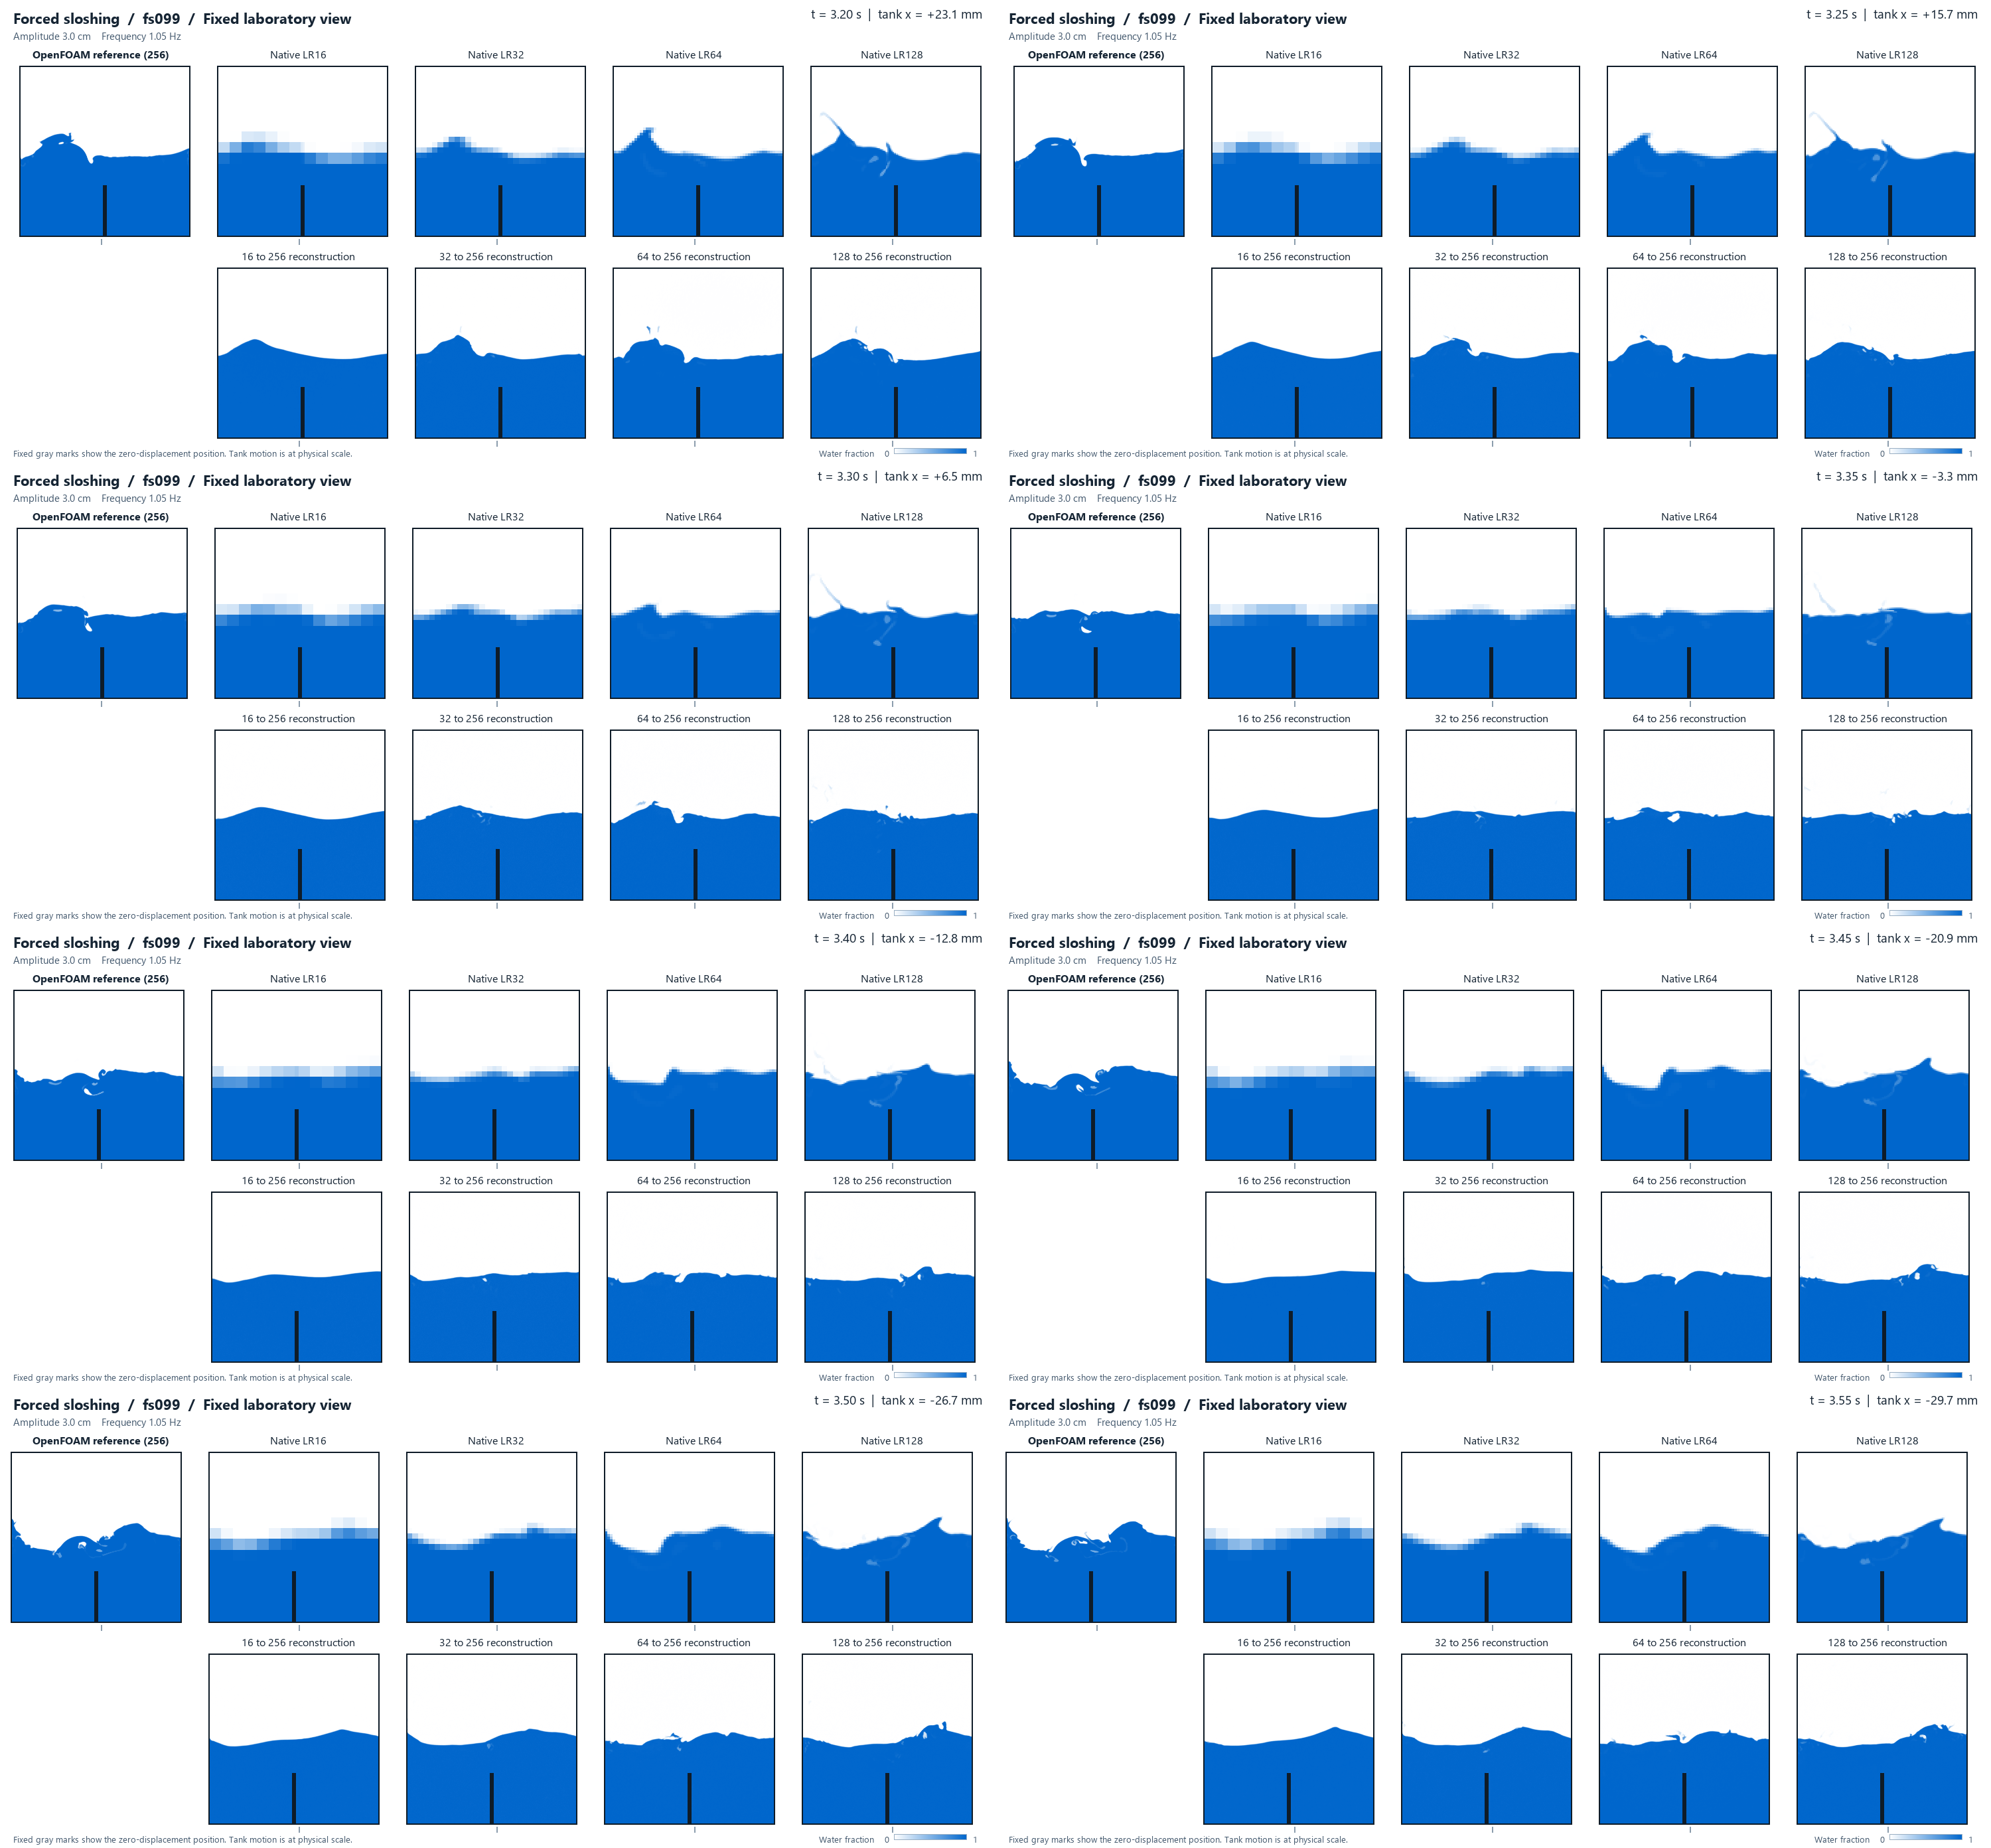 Forced sloshing / fs099 / Fixed laboratory view
t = 3.20 s | tank x = +23.1 mm
Amplitude 3.0 cm Frequency 1.05 Hz
OpenFOAM reference (256) Native LR16 Native LR32 Native LR64 Native LR128
16 to 256 reconstruction 32 to 256 reconstruction 64 to 256 reconstruction 128 to 256 reconstruction
Fixed gray marks show the zero-displacement position. Tank motion is at physical scale.
Water fraction 0 1
Forced sloshing / fs099 / Fixed laboratory view
t = 3.25 s | tank x = +15.7 mm
Amplitude 3.0 cm Frequency 1.05 Hz
OpenFOAM reference (256) Native LR16 Native LR32 Native LR64 Native LR128
16 to 256 reconstruction 32 to 256 reconstruction 64 to 256 reconstruction 128 to 256 reconstruction
Fixed gray marks show the zero-displacement position. Tank motion is at physical scale.
Water fraction 0 1
Forced sloshing / fs099 / Fixed laboratory view
t = 3.30 s | tank x = +6.5 mm
Amplitude 3.0 cm Frequency 1.05 Hz
OpenFOAM reference (256) Native LR16 Native LR32 Native LR64 Native LR128
16 to 256 reconstruction 32 to 256 reconstruction 64 to 256 reconstruction 128 to 256 reconstruction
Fixed gray marks show the zero-displacement position. Tank motion is at physical scale.
Water fraction 0 1
Forced sloshing / fs099 / Fixed laboratory view
t = 3.35 s | tank x = -3.3 mm
Amplitude 3.0 cm Frequency 1.05 Hz
OpenFOAM reference (256) Native LR16 Native LR32 Native LR64 Native LR128
16 to 256 reconstruction 32 to 256 reconstruction 64 to 256 reconstruction 128 to 256 reconstruction
Fixed gray marks show the zero-displacement position. Tank motion is at physical scale.
Water fraction 0 1
Forced sloshing / fs099 / Fixed laboratory view
t = 3.40 s | tank x = -12.8 mm
Amplitude 3.0 cm Frequency 1.05 Hz
OpenFOAM reference (256) Native LR16 Native LR32 Native LR64 Native LR128
16 to 256 reconstruction 32 to 256 reconstruction 64 to 256 reconstruction 128 to 256 reconstruction
Fixed gray marks show the zero-displacement position. Tank motion is at physical scale.
Water fraction 0 1
Forced sloshing / fs099 / Fixed laboratory view
t = 3.45 s | tank x = -20.9 mm
Amplitude 3.0 cm Frequency 1.05 Hz
OpenFOAM reference (256) Native LR16 Native LR32 Native LR64 Native LR128
16 to 256 reconstruction 32 to 256 reconstruction 64 to 256 reconstruction 128 to 256 reconstruction
Fixed gray marks show the zero-displacement position. Tank motion is at physical scale.
Water fraction 0 1
Forced sloshing / fs099 / Fixed laboratory view
t = 3.50 s | tank x = -26.7 mm
Amplitude 3.0 cm Frequency 1.05 Hz
OpenFOAM reference (256) Native LR16 Native LR32 Native LR64 Native LR128
16 to 256 reconstruction 32 to 256 reconstruction 64 to 256 reconstruction 128 to 256 reconstruction
Fixed gray marks show the zero-displacement position. Tank motion is at physical scale.
Water fraction 0 1
Forced sloshing / fs099 / Fixed laboratory view
t = 3.55 s | tank x = -29.7 mm
Amplitude 3.0 cm Frequency 1.05 Hz
OpenFOAM reference (256) Native LR16 Native LR32 Native LR64 Native LR128
16 to 256 reconstruction 32 to 256 reconstruction 64 to 256 reconstruction 128 to 256 reconstruction
Fixed gray marks show the zero-displacement position. Tank motion is at physical scale.
Water fraction 0 1